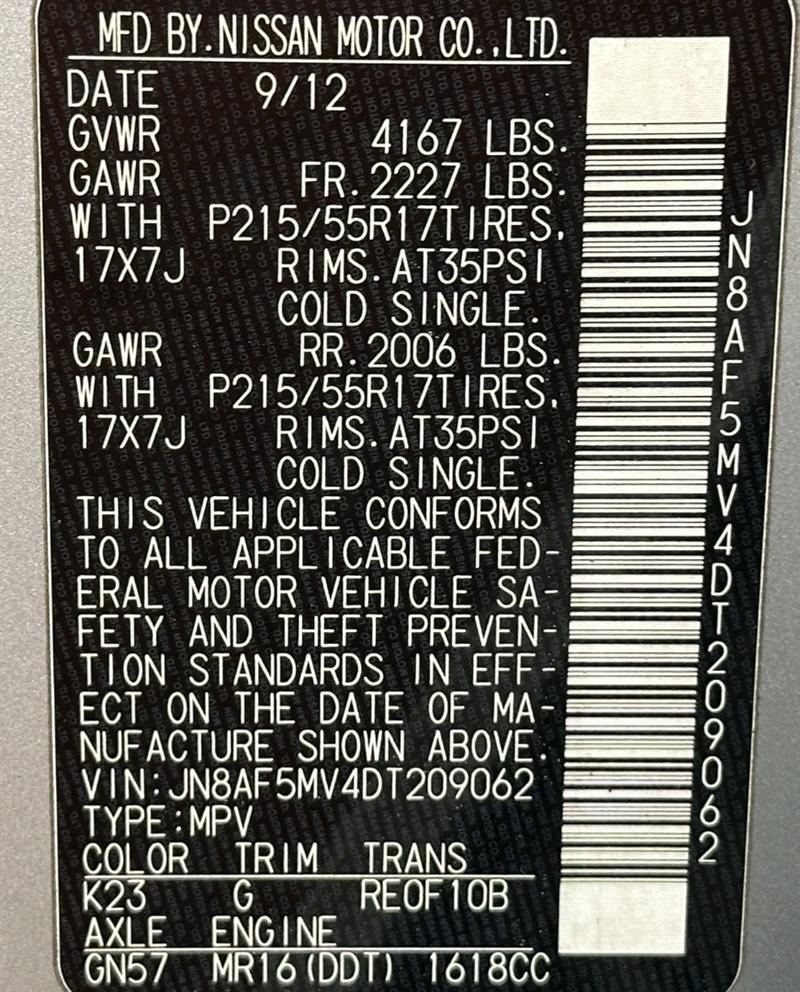 MFD BY.NISSAN MOTOR CO.,LTD.
DATE 9/12
GVWR 4167 LBS.
GAWR FR.2227 LBS.
WITH P215/55R17TIRES.
17X7J RIMS.AT35PSI
COLD SINGLE.
GAWR RR.2006 LBS.
WITH P215/55R17TIRES.
17X7J RIMS.AT35PSI
COLD SINGLE.
THIS VEHICLE CONFORMS
TO ALL APPLICABLE FED-
ERAL MOTOR VEHICLE SA-
FETY AND THEFT PREVEN-
TION STANDARDS IN EFF-
ECT ON THE DATE OF MA-
NUFACTURE SHOWN ABOVE.
VIN:JN8AF5MV4DT209062
TYPE:MPV
COLOR TRIM TRANS
K23 G RE0F10B
AXLE ENGINE
GN57 MR16(DDT) 1618CC
JN8AF5MV4DT209062